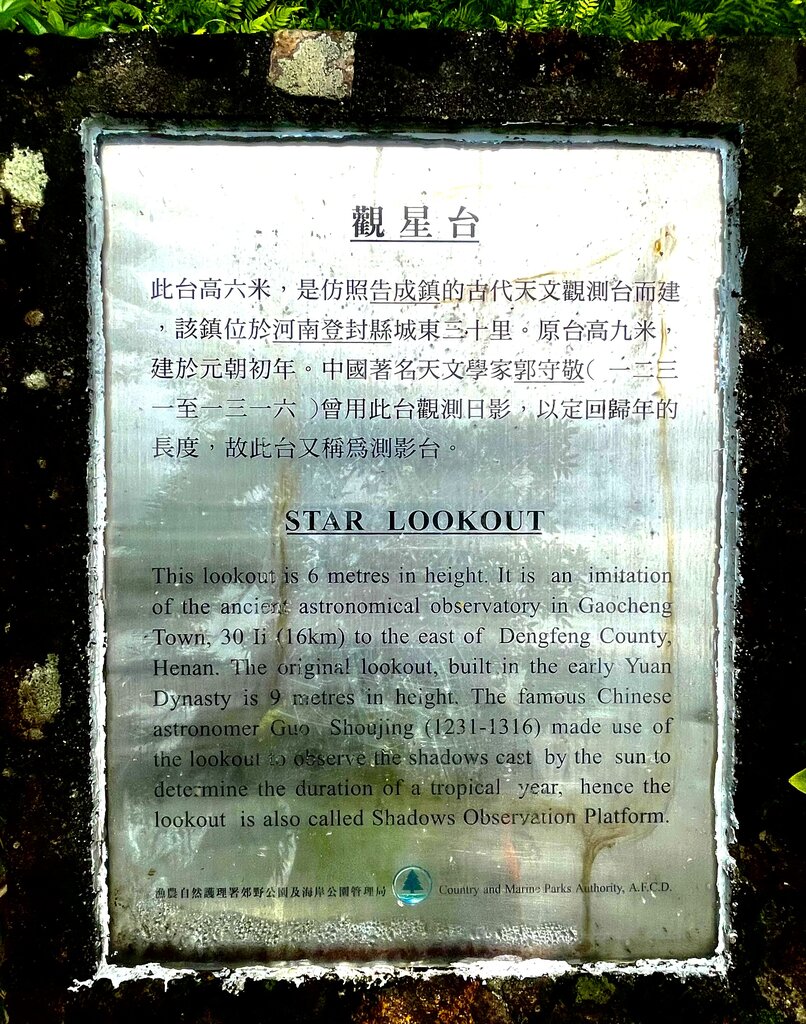 觀星台
此台高六米，是仿照告成鎮的古代天文觀測台而建
，該鎮位於河南登封縣城東三十里。原台高九米，
建於元朝初年。中國著名天文學家郭守敬( 一二三
一至一三一六 )曾用此台觀測日影，以定回歸年的
長度，故此台又稱爲測影台。
STAR LOOKOUT
This lookout is 6 metres in height. It is an imitation
of the ancient astronomical observatory in Gaocheng
Town, 30 Ii (16km) to the east of Dengfeng County,
Henan. The original lookout, built in the early Yuan
Dynasty is 9 metres in height. The famous Chinese
astronomer Guo Shoujing (1231-1316) made use of
the lookout to observe the shadows cast by the sun to
determine the duration of a tropical year, hence the
lookout is also called Shadows Observation Platform.
漁農自然護理署郊野公園及海岸公園管理局 Country and Marine Parks Authority, A.F.C.D.